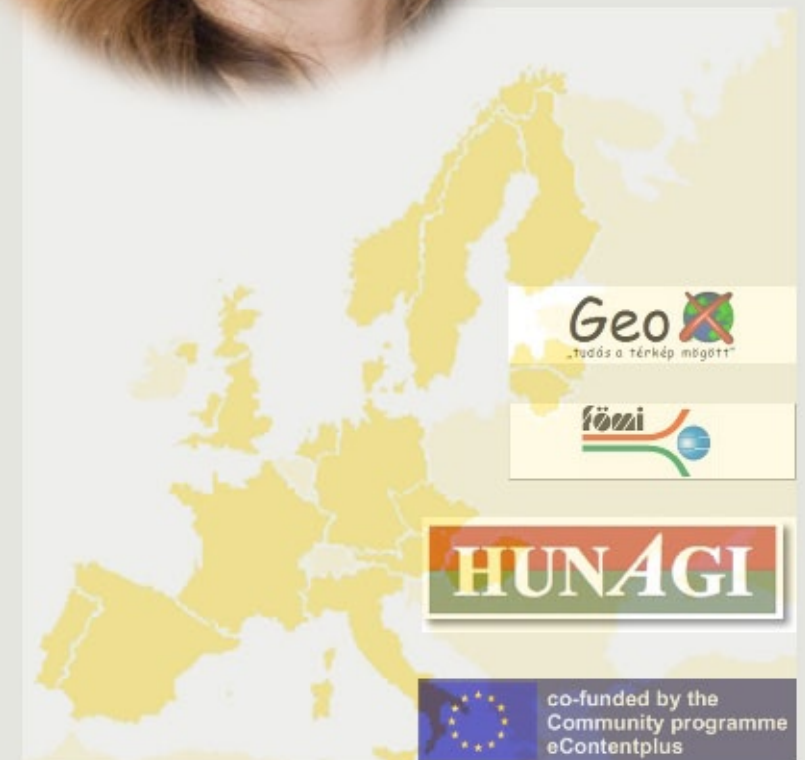 Geo
„tudás a térkép mögött"
fömi
HUNAGI
co-funded by the
Community programme
eContentplus